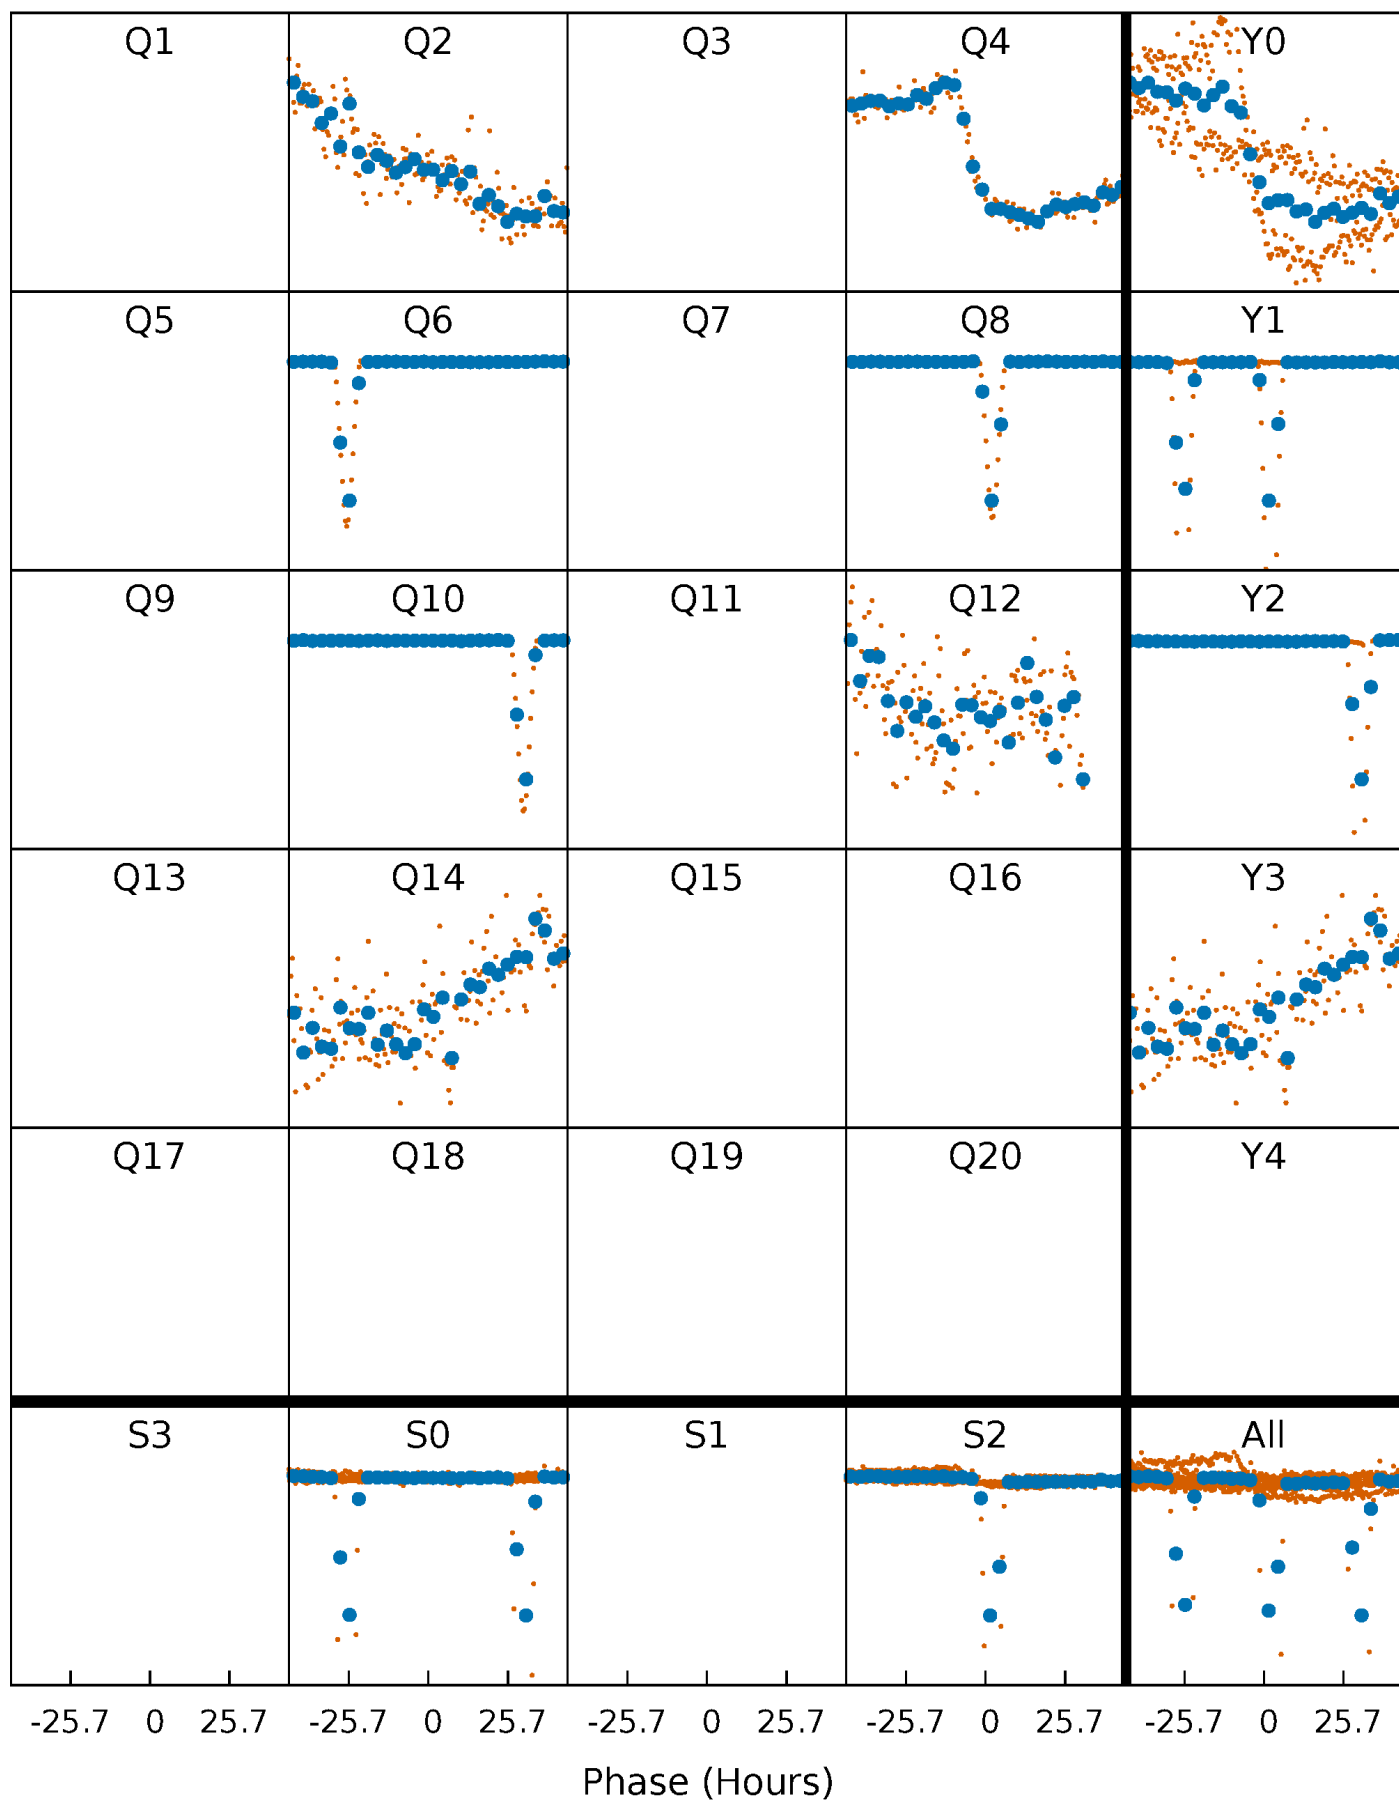 Q1 Q2 Q3 Q4 Y0
Q5 Q6 Q7 Q8 Y1
Q9 Q10 Q11 Q12 Y2
Q13 Q14 Q15 Q16 Y3
Q17 Q18 Q19 Q20 Y4
S3 S0 S1 S2 All
-25.7 0 25.7 -25.7 0 25.7 -25.7 0 25.7 -25.7 0 25.7 -25.7 0 25.7
Phase (Hours)